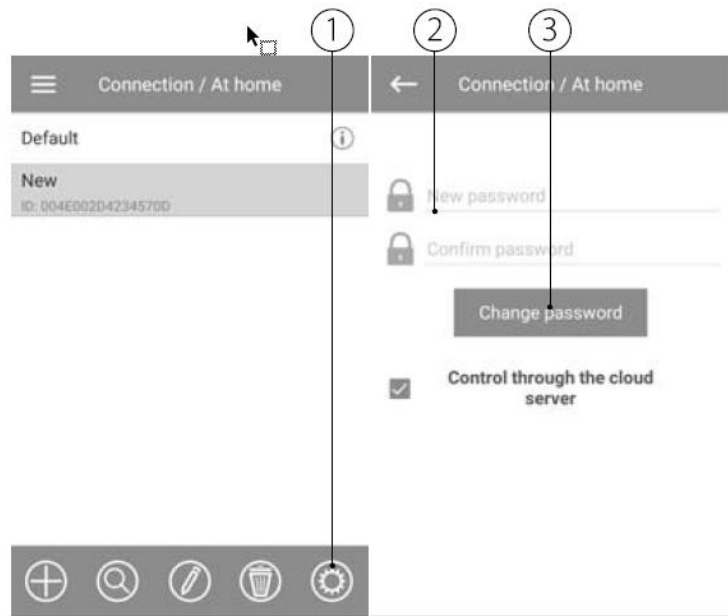 1
2
3
Connection / At home
Default
New
ID: 004E002D4234570D
Connection / At home
New password
Confirm password
Change password
Control through the cloud
server